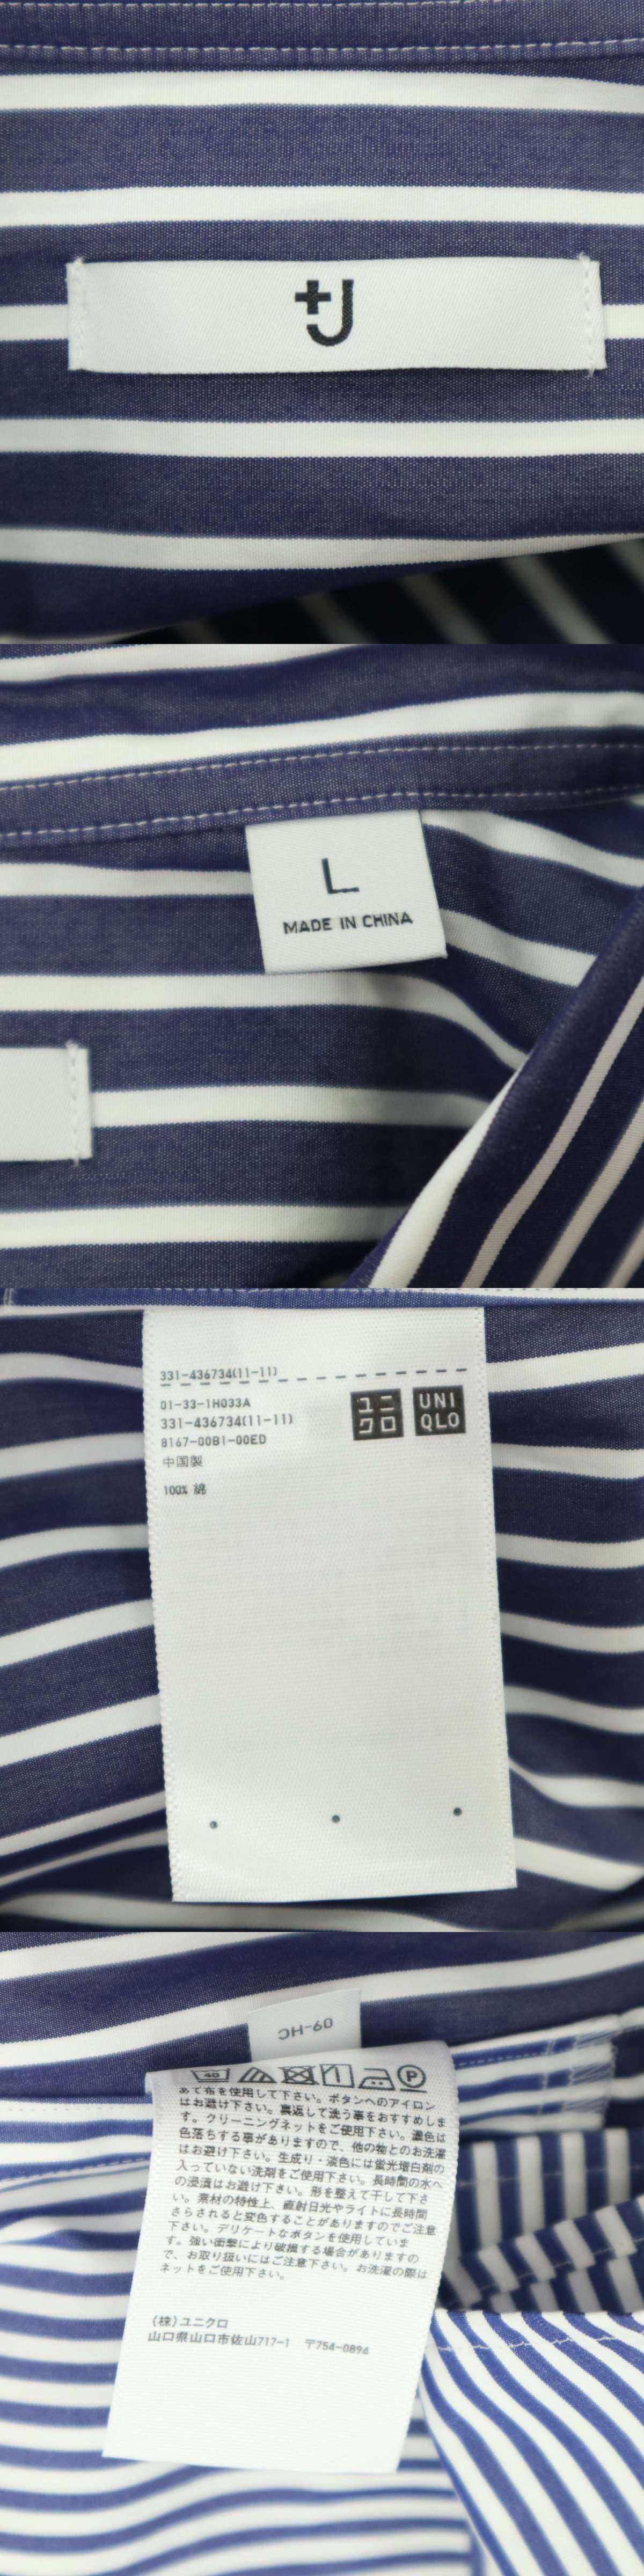 +J
L
MADE IN CHINA
331-436734(11-11)
01-33-1H033A
331-436734(11-11)
8167-00B1-00ED
中国製
100% 綿
ユニ
クロ
UNI
QLO
09-HC
40
P
あて布を使用して下さい。ボタンへのアイロン
はお避け下さい。裏返して洗う事をおすすめしま
す。クリーニングネットをご使用下さい。濃色は
色落ちする事がありますので、他の物とのお洗濯
はお避け下さい。生成り・淡色には蛍光増白剤の
入っていない洗剤をご使用下さい。長時間の水へ
の浸漬はお避け下さい。形を整えて干して下さ
い。素材の特性上、直射日光やライトに長時間
さらされると変色することがありますのでご注意
下さい。デリケートなボタンを使用していま
す。強い衝撃により破損する場合がありますの
で、お取り扱いにはご注意下さい。お洗濯の際は
ネットをご使用下さい。
(株)ユニクロ
山口県山口市佐山717-1 〒754-0894